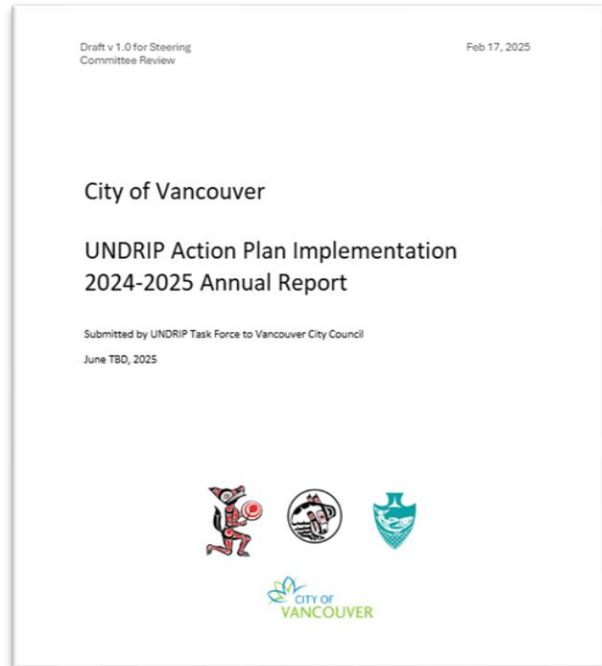 Draft v 1.0 for Steering
Committee Review
Feb 17, 2025
City of Vancouver
UNDRIP Action Plan Implementation
2024-2025 Annual Report
Submitted by UNDRIP Task Force to Vancouver City Council
June TBD, 2025
CITY OF
VANCOUVER